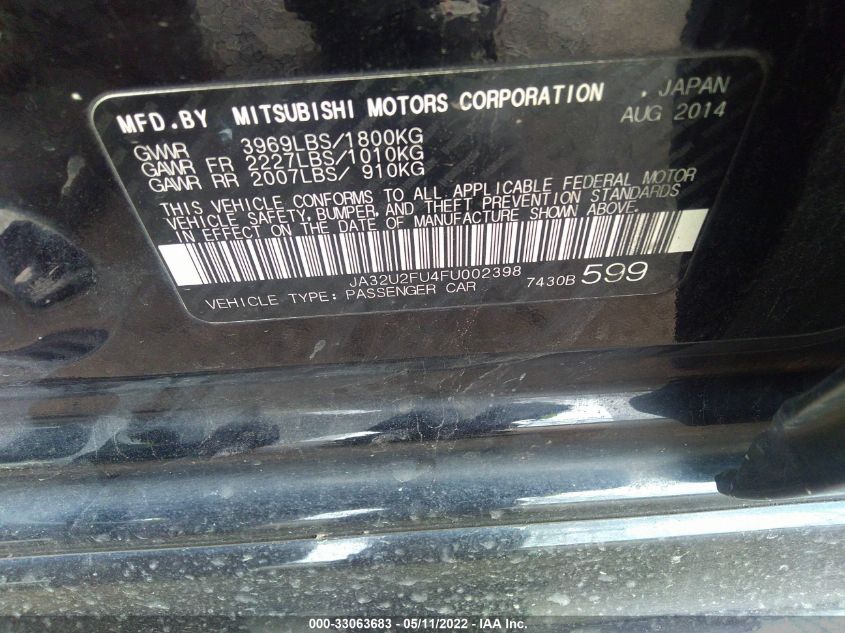 MFD.BY MITSUBISHI MOTORS CORPORATION . JAPAN
AUG 2014
GVWR 3969LBS/1800KG
GAWR FR 2227LBS/1010KG
GAWR RR 2007LBS/ 910KG
THIS VEHICLE CONFORMS TO ALL APPLICABLE FEDERAL MOTOR
VEHICLE SAFETY, BUMPER, AND THEFT PREVENTION STANDARDS
IN EFFECT ON THE DATE OF MANUFACTURE SHOWN ABOVE.
JA32U2FU4FU002398
7430B 599
VEHICLE TYPE: PASSENGER CAR
000-33063683 - 05/11/2022 - IAA Inc.